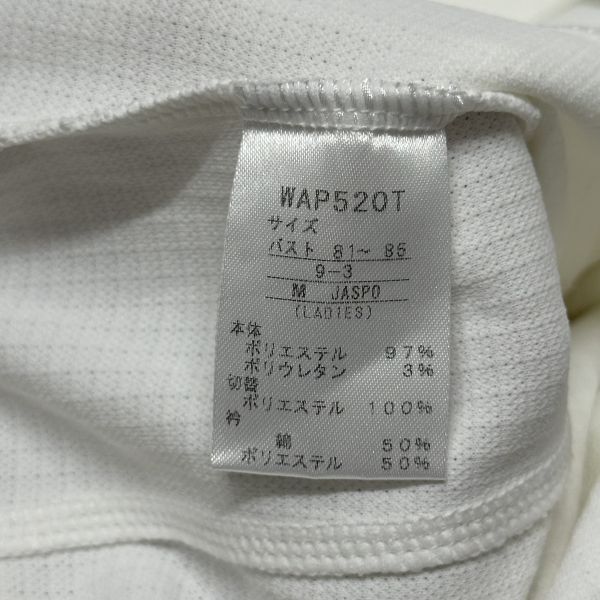 WAP520T
サイズ
バスト 81~ 85
9-3
M JASPO
(LADIES)
本体
ポリエステル 97%
ポリウレタン 3%
切替
ポリエステル 100%
衿
綿 50%
ポリエステル 50%